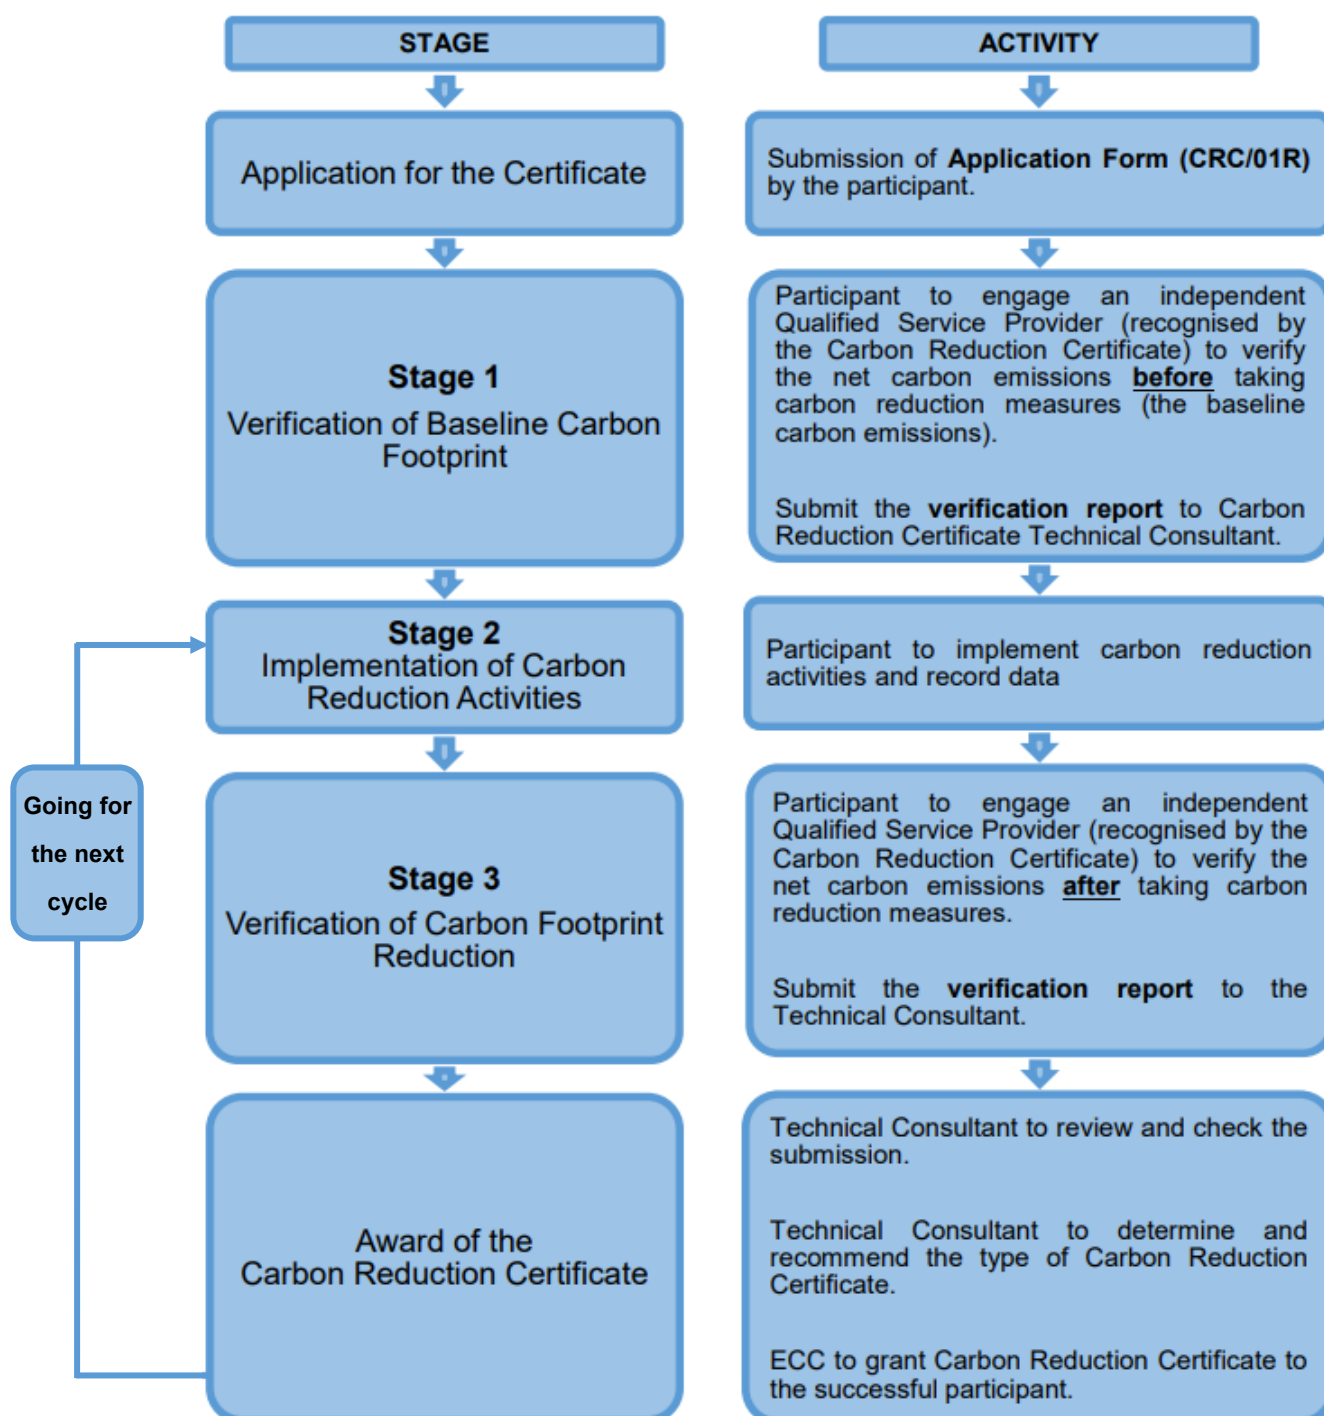 STAGE
ACTIVITY
Application for the Certificate
Submission of Application Form (CRC/01R)
by the participant.
Stage 1
Verification of Baseline Carbon
Footprint
Participant to engage an independent
Qualified Service Provider (recognised by
the Carbon Reduction Certificate) to verify
the net carbon emissions before taking
carbon reduction measures (the baseline
carbon emissions).
Submit the verification report to Carbon
Reduction Certificate Technical Consultant.
Stage 2
Implementation of Carbon
Reduction Activities
Participant to implement carbon reduction
activities and record data
Going for
the next
cycle
Stage 3
Verification of Carbon Footprint
Reduction
Participant to engage an independent
Qualified Service Provider (recognised by the
Carbon Reduction Certificate) to verify the
net carbon emissions after taking carbon
reduction measures.
Submit the verification report to the
Technical Consultant.
Award of the
Carbon Reduction Certificate
Technical Consultant to review and check the
submission.
Technical Consultant to determine and
recommend the type of Carbon Reduction
Certificate.
ECC to grant Carbon Reduction Certificate to
the successful participant.